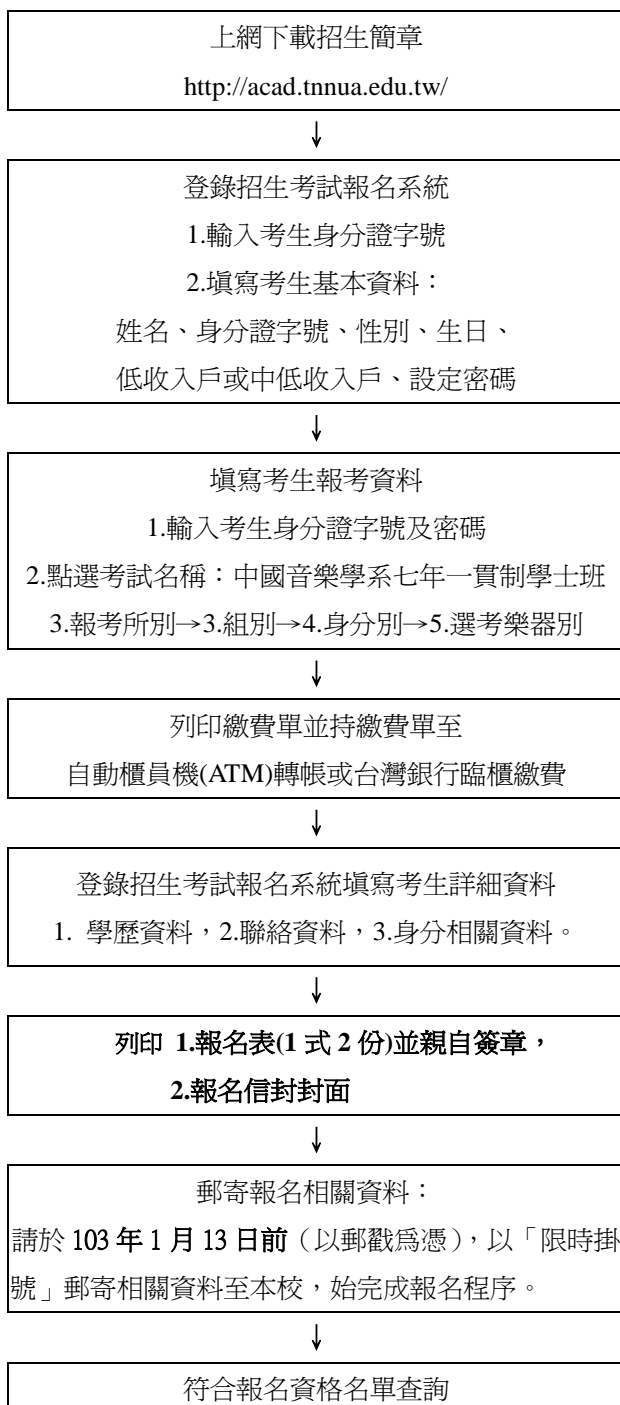 上網下載招生簡章
http://acad.tnnua.edu.tw/
↓
登錄招生考試報名系統
1.輸入考生身分證字號
2.填寫考生基本資料：
姓名、身分證字號、性別、生日、
低收入戶或中低收入戶、設定密碼
↓
填寫考生報考資料
1.輸入考生身分證字號及密碼
2.點選考試名稱：中國音樂學系七年一貫制學士班
3.報考所別→3.組別→4.身分別→5.選考樂器別
↓
列印繳費單並持繳費單至
自動櫃員機(ATM)轉帳或台灣銀行臨櫃繳費
↓
登錄招生考試報名系統填寫考生詳細資料
1. 學歷資料，2.聯絡資料，3.身分相關資料。
↓
列印 1.報名表(1 式 2 份)並親自簽章，
2.報名信封封面
↓
郵寄報名相關資料：
請於 103 年 1 月 13 日前（以郵戳為憑），以「限時掛
號」郵寄相關資料至本校，始完成報名程序。
↓
符合報名資格名單查詢